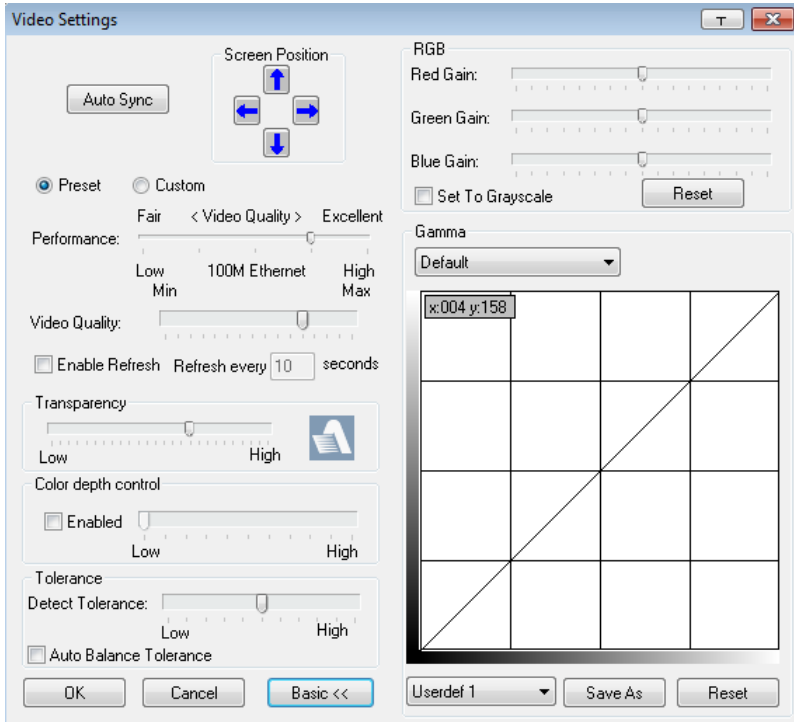 Video Settings
Screen Position
Auto Sync
Preset
Custom
Fair < Video Quality > Excellent
Performance:
Low 100M Ethernet High
Min Max
Video Quality:
Enable Refresh Refresh every 10 seconds
Transparency
Low High
Color depth control
Enabled
Low High
Tolerance
Detect Tolerance:
Low High
Auto Balance Tolerance
OK Cancel Basic <<
RGB
Red Gain:
Green Gain:
Blue Gain:
Set To Grayscale Reset
Gamma
Default
x:004 y:158
Userdef 1 Save As Reset